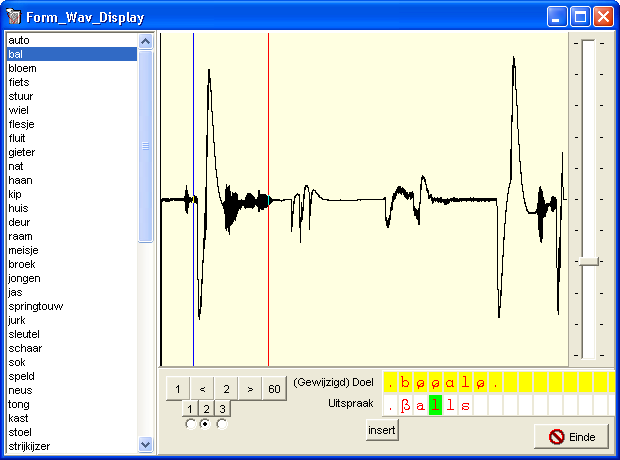 Form_Wav_Display
auto
bal
bloem
fiets
stuur
wiel
flesje
fluit
gieter
nat
haan
kip
huis
deur
raam
meisje
broek
jongen
jas
springtouw
jurk
sleutel
schaar
sok
speld
neus
tong
kast
stoel
strijkijzer
1 < 2 > 60
1 2 3
(Gewijzigd) Doel
Uitspraak . ß a l l s
insert
Einde